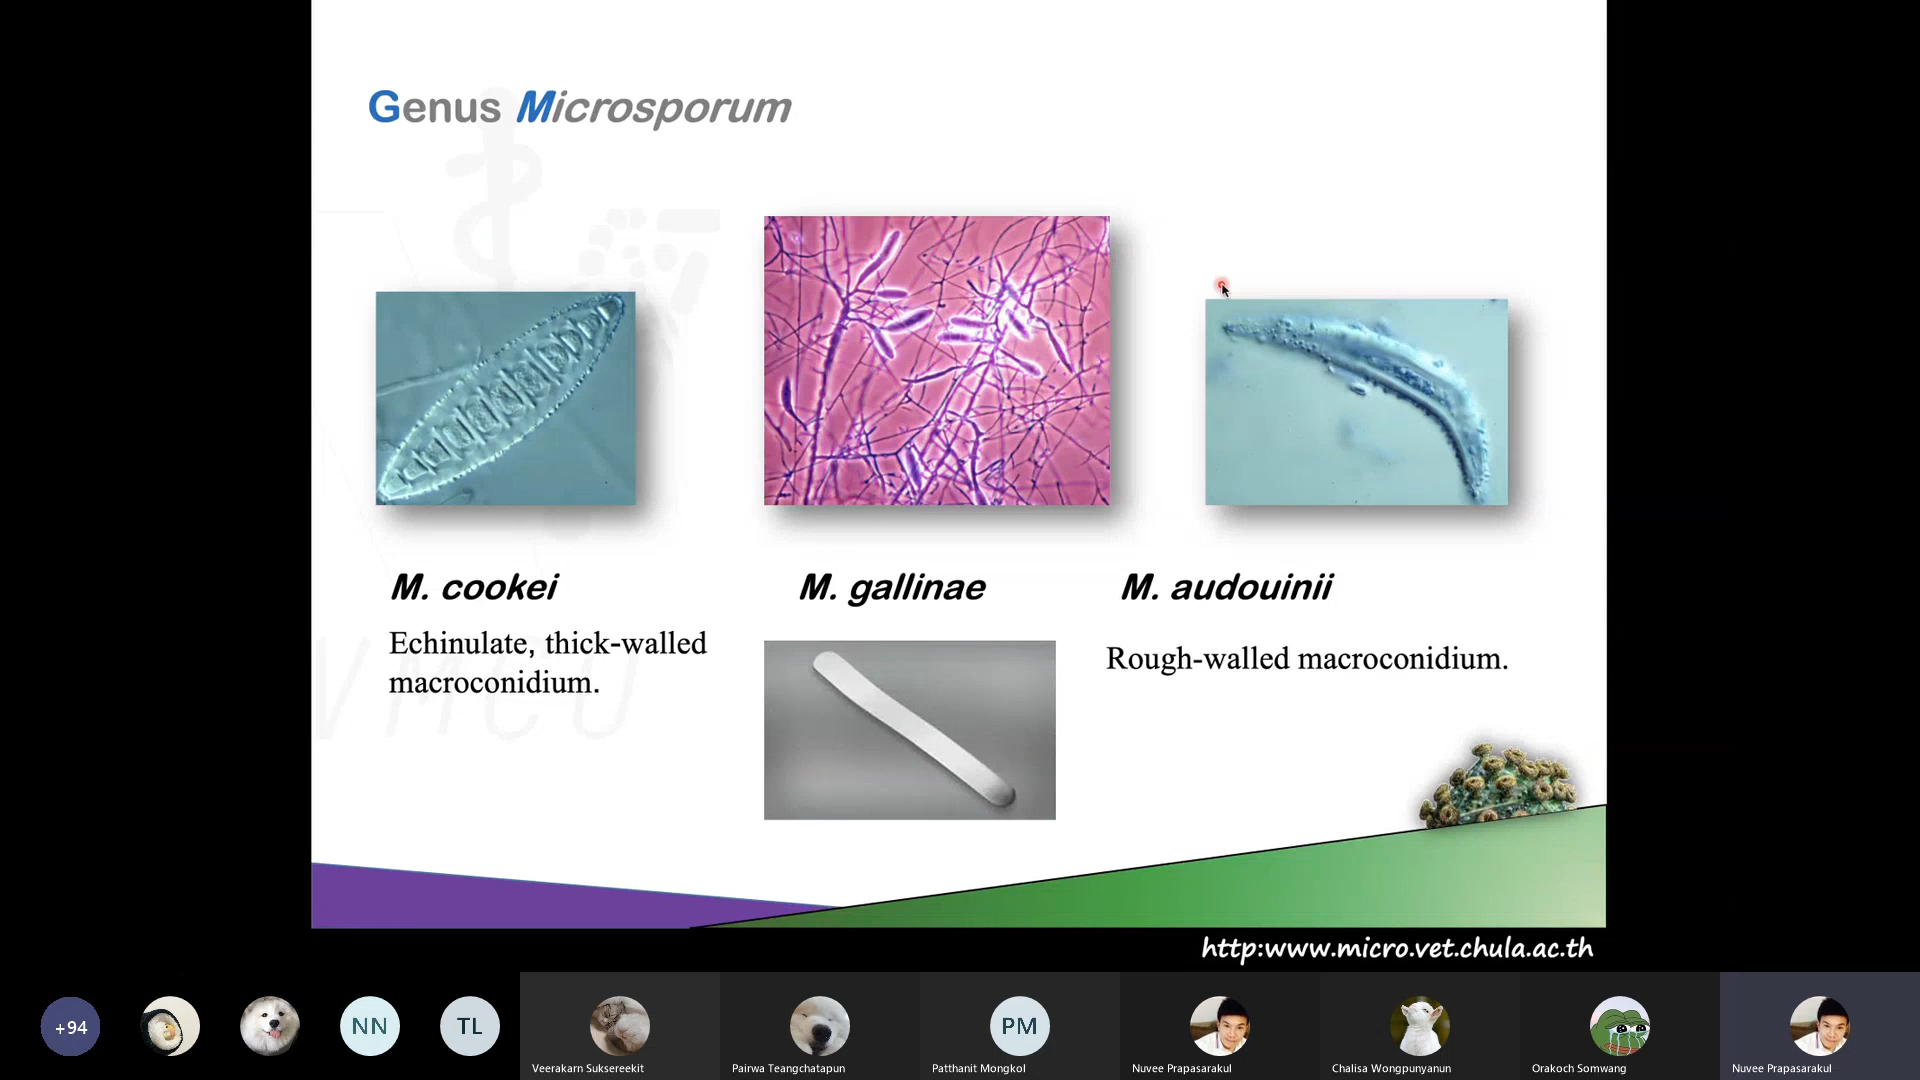 Genus Microsporum
M. cookei
M. gallinae
M. audouinii
Echinulate, thick-walled
macroconidium.
Rough-walled macroconidium.
VMCU
http:www.micro.vet.chula.ac.th
+94
NN
TL
PM
Veerakarn Suksereekit
Pairwa Teangchatapun
Patthanit Mongkol
Nuvee Prapasarakul
Chalisa Wongpunyanun
Orakoch Somwang
Nuvee Prapasarakul